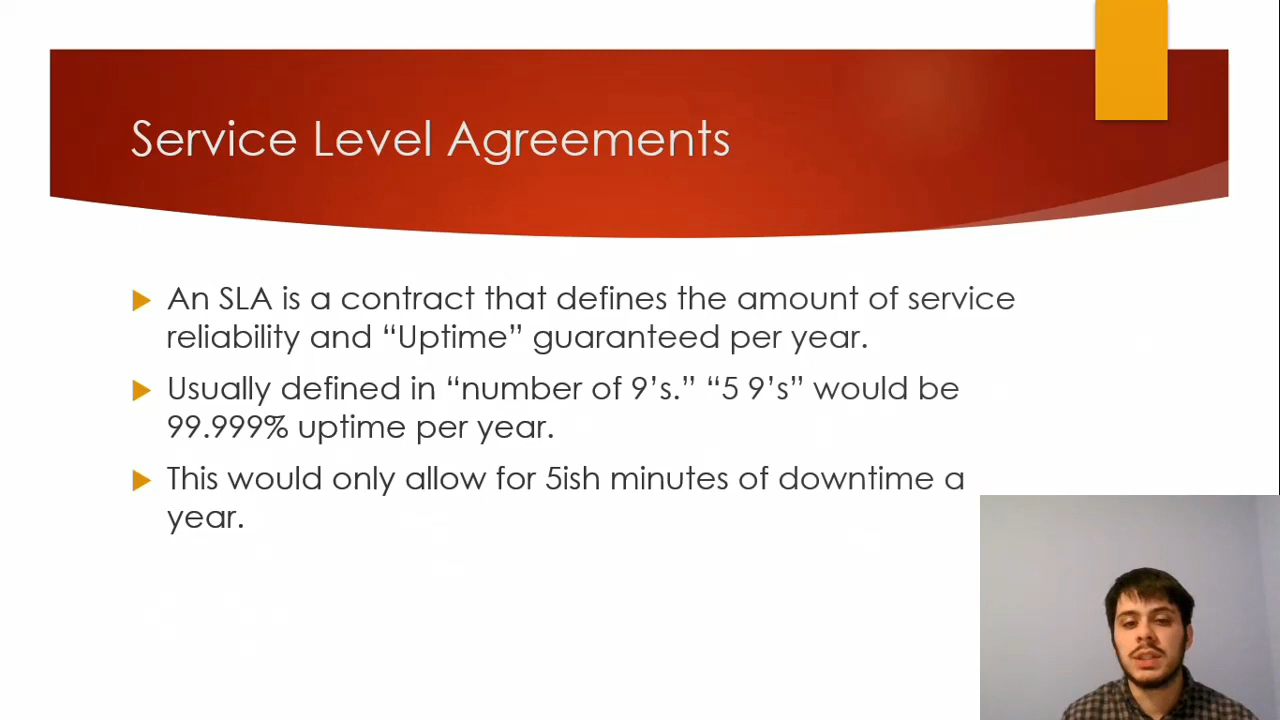 Service Level Agreements
An SLA is a contract that defines the amount of service
reliability and “Uptime” guaranteed per year.
Usually defined in “number of 9’s.” “5 9’s” would be
99.999% uptime per year.
This would only allow for 5ish minutes of downtime a
year.